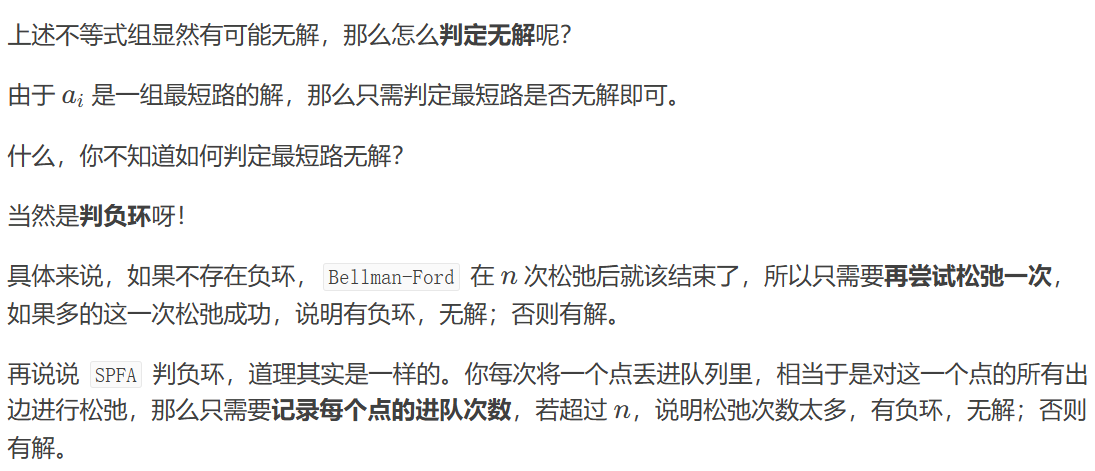 上述不等式组显然有可能无解，那么怎么判定无解呢？
由于 aᵢ 是一组最短路的解，那么只需判定最短路是否无解即可。
什么，你不知道如何判定最短路无解？
当然是判负环呀！
具体来说，如果不存在负环， Bellman-Ford 在 n 次松弛后就该结束了，所以只需要再尝试松弛一次，
如果多的这一次松弛成功，说明有负环，无解；否则有解。
再说说 SPFA 判负环，道理其实是一样的。你每次将一个点丢进队列里，相当于是对这一个点的所有出
边进行松弛，那么只需要记录每个点的进队次数，若超过 n，说明松弛次数太多，有负环，无解；否则
有解。